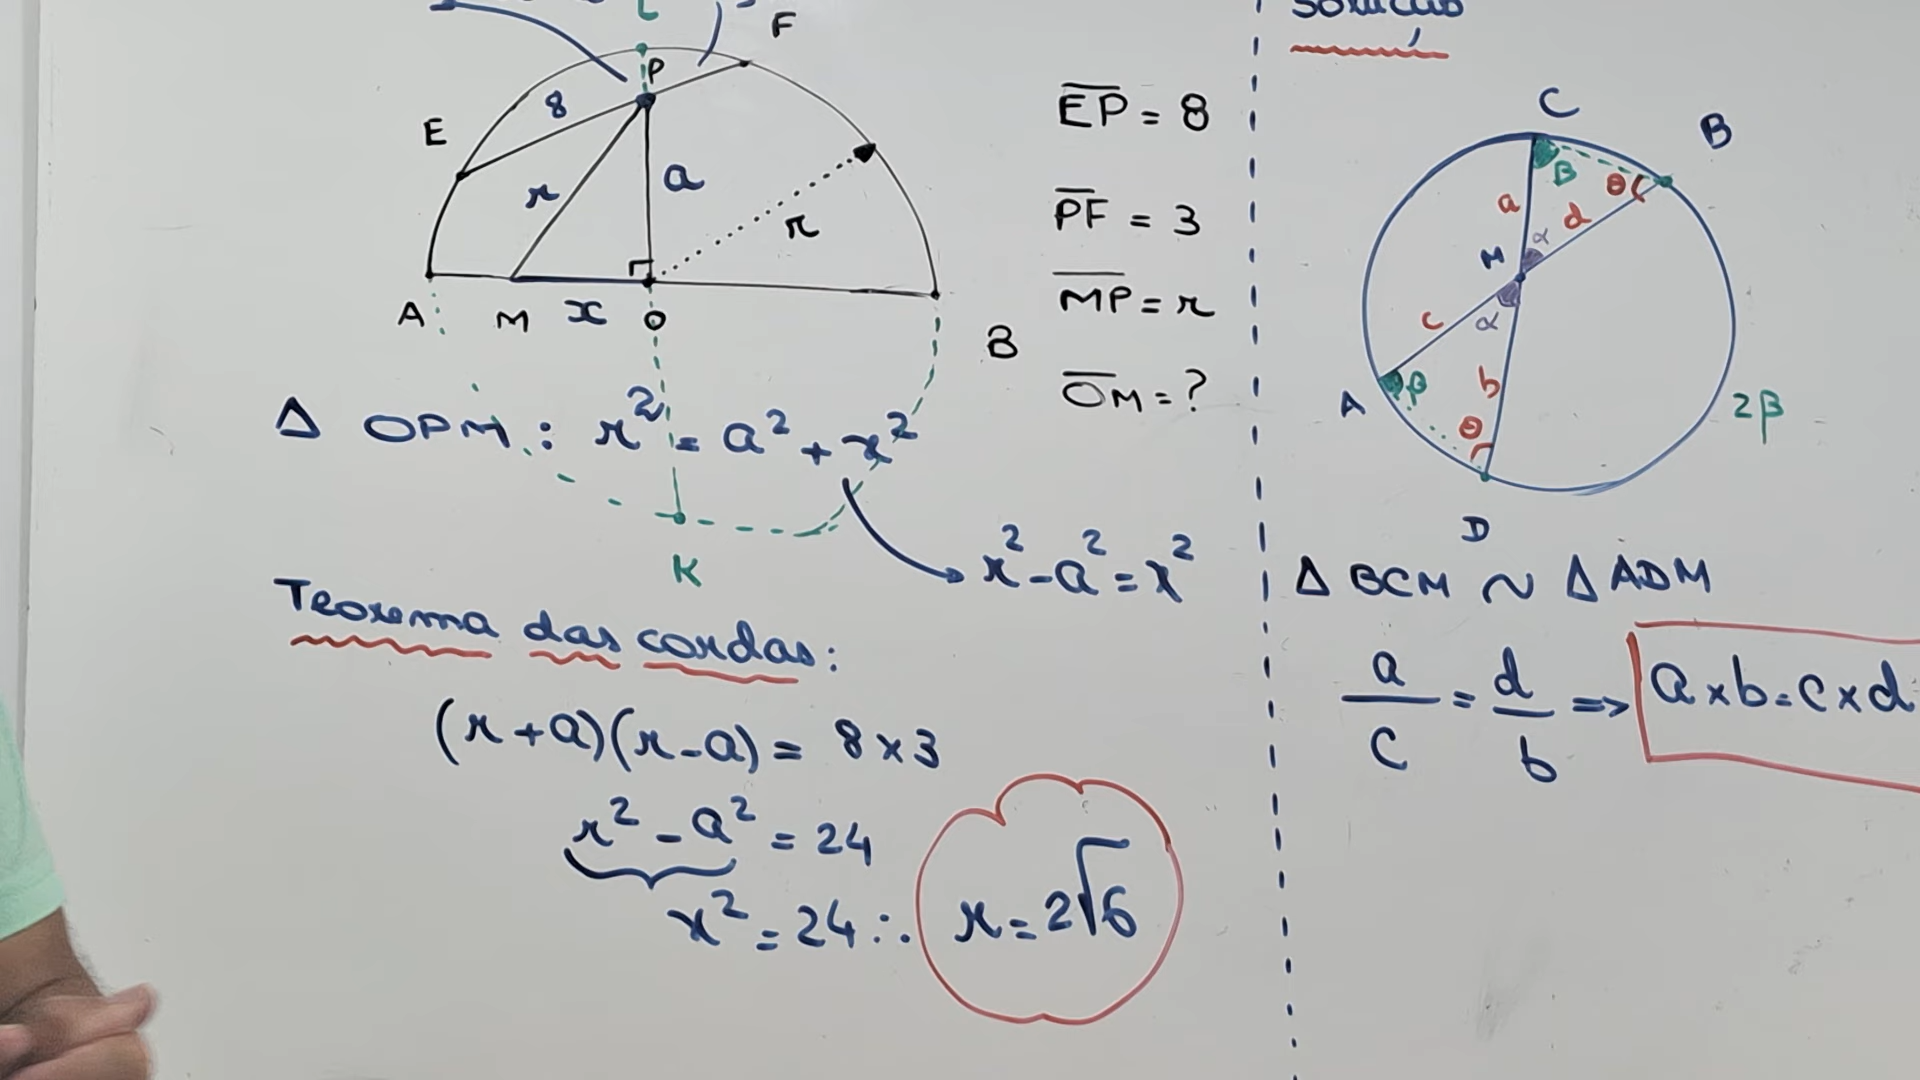 L
F
P
8
E
r
a
r
A
M
x
O
B
K
EP = 8
PF = 3
MP = r
OM = ?
Δ OPM : r² = a² + x²
r² - a² = x²
Teorema das cordas:
(r+a)(r-a) = 8 x 3
r² - a² = 24
x² = 24 ∴ x = 2√6
Solução
C
B
β
θ
a
d
α
M
c
α
A
β
b
θ
2β
D
Δ BCM ~ Δ ADM
a/c = d/b ⇒ a x b = c x d